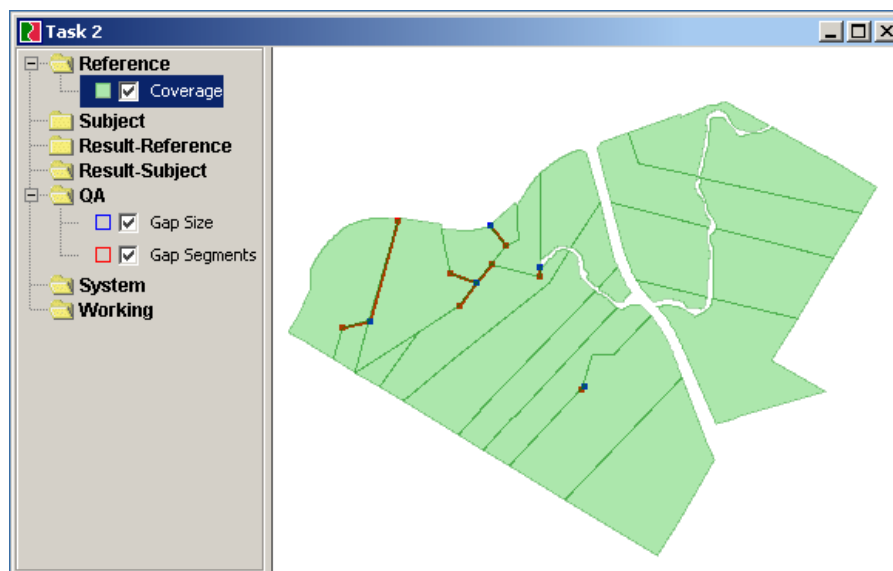 Task 2
Reference
Coverage
Subject
Result-Reference
Result-Subject
QA
Gap Size
Gap Segments
System
Working